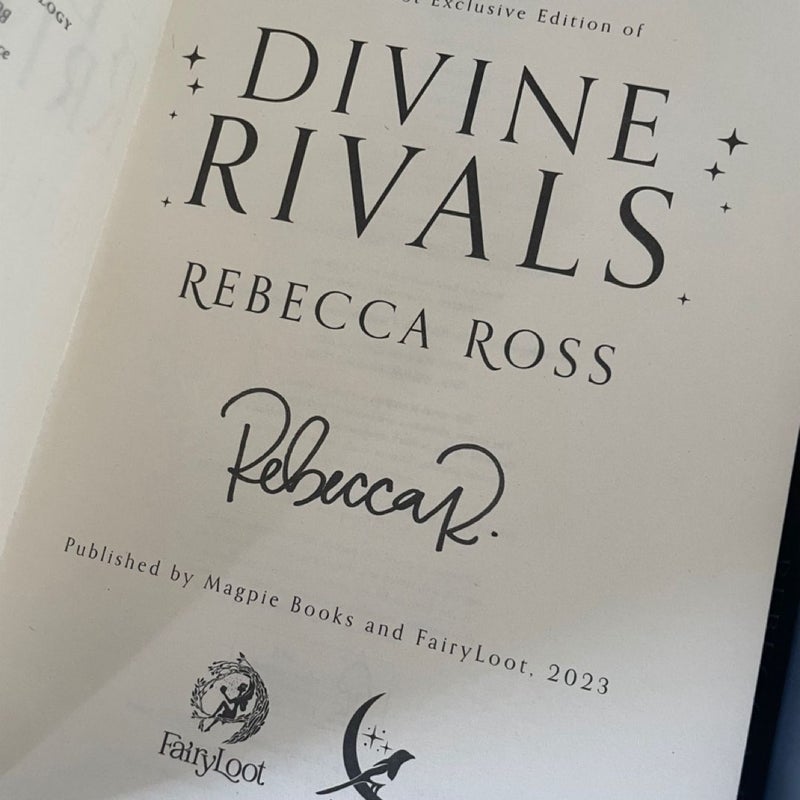 Exclusive Edition of
DIVINE
RIVALS
REBECCA ROSS
RebeccaR.
Published by Magpie Books and FairyLoot, 2023
FairyLoot